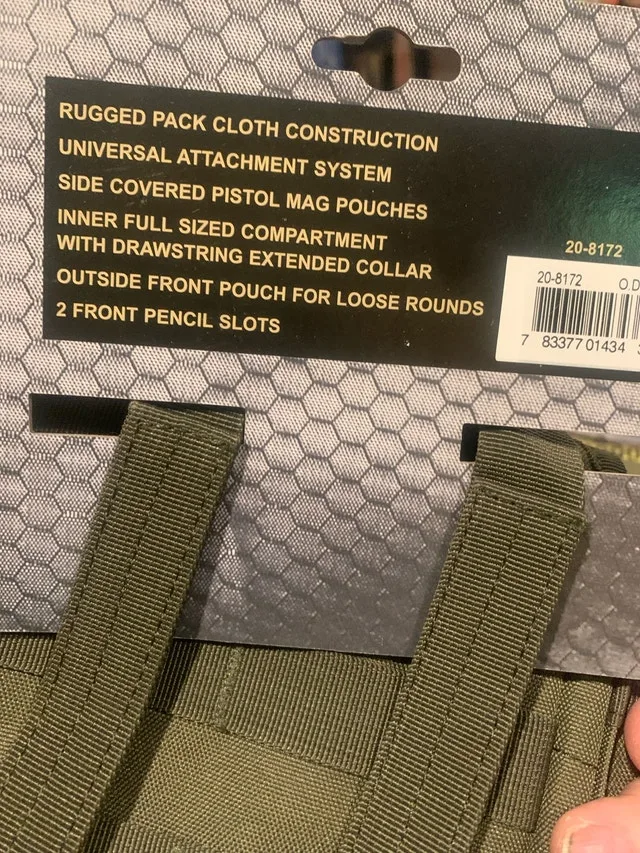 RUGGED PACK CLOTH CONSTRUCTION
UNIVERSAL ATTACHMENT SYSTEM
SIDE COVERED PISTOL MAG POUCHES
INNER FULL SIZED COMPARTMENT
WITH DRAWSTRING EXTENDED COLLAR
OUTSIDE FRONT POUCH FOR LOOSE ROUNDS
2 FRONT PENCIL SLOTS
20-8172
20-8172 O.D
7 83377 01434